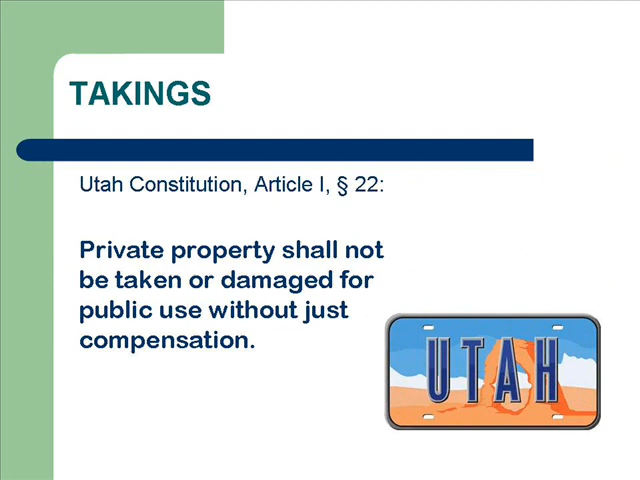 TAKINGS
Utah Constitution, Article I, § 22:
Private property shall not
be taken or damaged for
public use without just
compensation.
UTAH